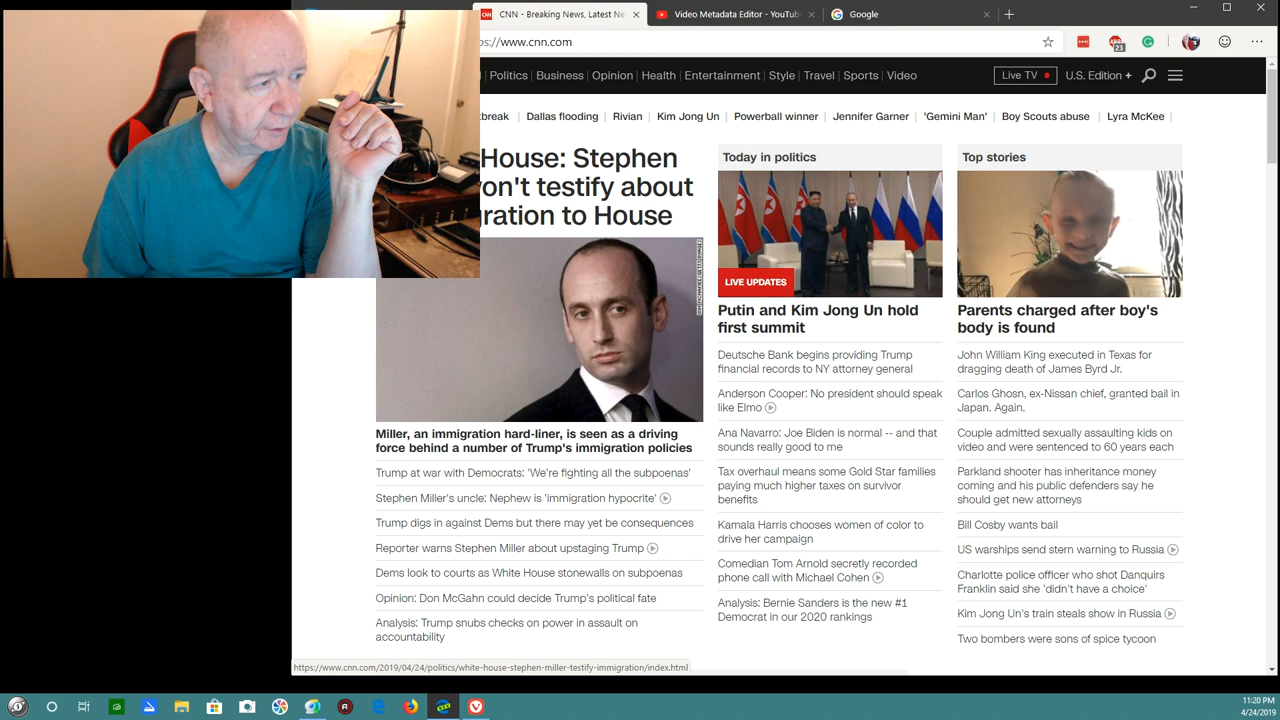 CNN - Breaking News, Latest Ne
Video Metadata Editor - YouTub
Google
ps://www.cnn.com
23
Politics | Business | Opinion | Health | Entertainment | Style | Travel | Sports | Video
Live TV
U.S. Edition +
tbreak | Dallas flooding | Rivian | Kim Jong Un | Powerball winner | Jennifer Garner | 'Gemini Man' | Boy Scouts abuse | Lyra McKee |
House: Stephen
on't testify about
ration to House
Miller, an immigration hard-liner, is seen as a driving
force behind a number of Trump's immigration policies
Trump at war with Democrats: 'We're fighting all the subpoenas'
Stephen Miller's uncle: Nephew is 'immigration hypocrite'
Trump digs in against Dems but there may yet be consequences
Reporter warns Stephen Miller about upstaging Trump
Dems look to courts as White House stonewalls on subpoenas
Opinion: Don McGahn could decide Trump's political fate
Analysis: Trump snubs checks on power in assault on
accountability
Today in politics
LIVE UPDATES
Putin and Kim Jong Un hold
first summit
Deutsche Bank begins providing Trump
financial records to NY attorney general
Anderson Cooper: No president should speak
like Elmo
Ana Navarro: Joe Biden is normal -- and that
sounds really good to me
Tax overhaul means some Gold Star families
paying much higher taxes on survivor
benefits
Kamala Harris chooses women of color to
drive her campaign
Comedian Tom Arnold secretly recorded
phone call with Michael Cohen
Analysis: Bernie Sanders is the new #1
Democrat in our 2020 rankings
Top stories
Parents charged after boy's
body is found
John William King executed in Texas for
dragging death of James Byrd Jr.
Carlos Ghosn, ex-Nissan chief, granted bail in
Japan. Again.
Couple admitted sexually assaulting kids on
video and were sentenced to 60 years each
Parkland shooter has inheritance money
coming and his public defenders say he
should get new attorneys
Bill Cosby wants bail
US warships send stern warning to Russia
Charlotte police officer who shot Danquirs
Franklin said she 'didn't have a choice'
Kim Jong Un's train steals show in Russia
Two bombers were sons of spice tycoon
https://www.cnn.com/2019/04/24/politics/white-house-stephen-miller-testify-immigration/index.html
11:20 PM
4/24/2019